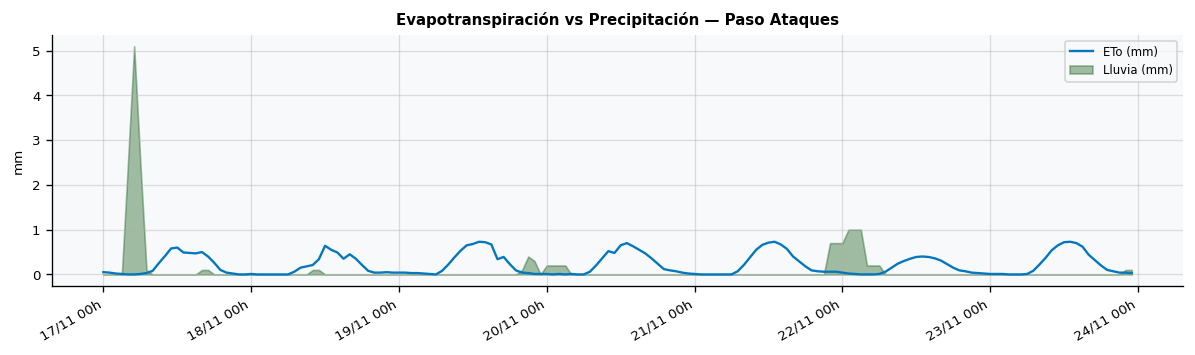 Evapotranspiración vs Precipitación — Paso Ataques
ETo (mm)
Lluvia (mm)
mm
5
4
3
2
1
0
17/11 00h
18/11 00h
19/11 00h
20/11 00h
21/11 00h
22/11 00h
23/11 00h
24/11 00h